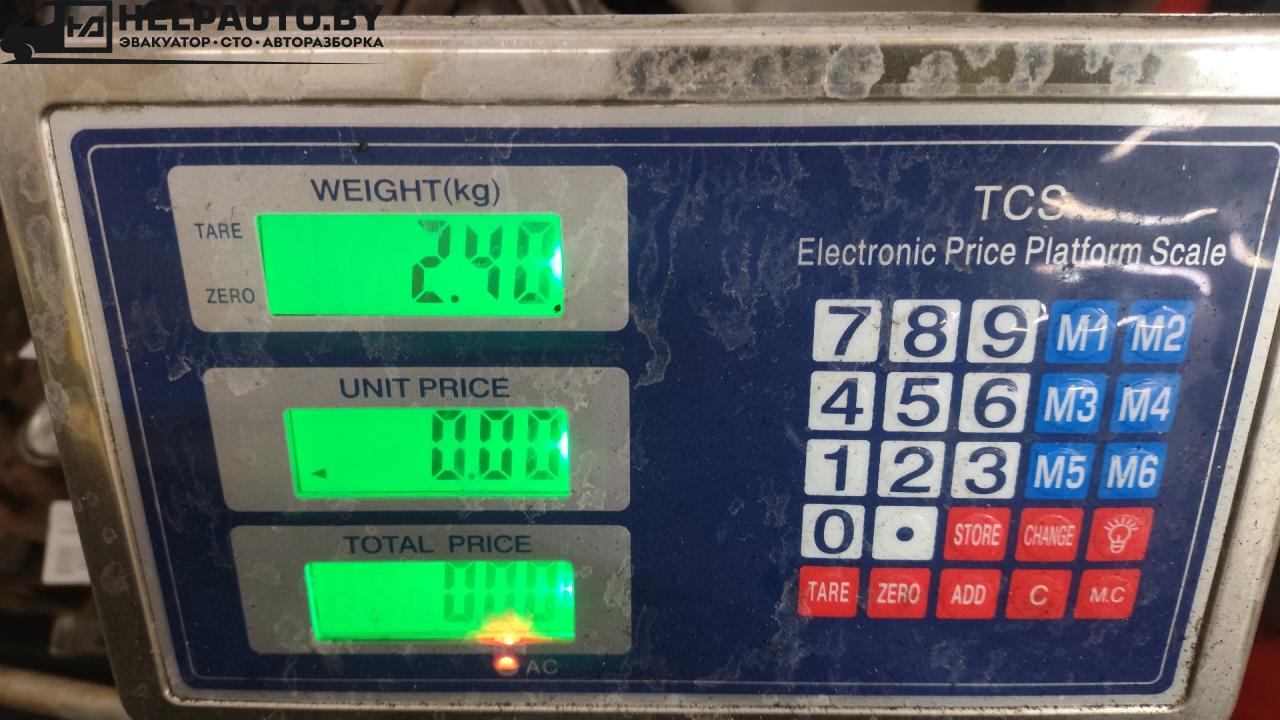 HELPAUTO.BY
ЭВАКУАТОР·СТО·АВТОРАЗБОРКА
WEIGHT(kg)
TARE
2.40
ZERO
UNIT PRICE
0.00
TOTAL PRICE
000
AC
TCS
Electronic Price Platform Scale
7 8 9 M1 M2
4 5 6 M3 M4
1 2 3 M5 M6
0 . STORE CHANGE
TARE ZERO ADD C M.C